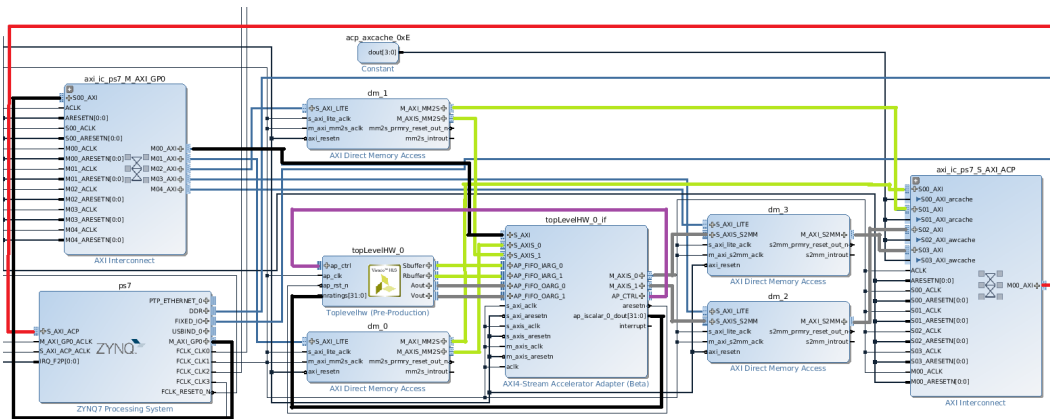 acp_axcache_0xE
dout[3:0]
Constant
axi_ic_ps7_M_AXI_GP0
S00_AXI
ACLK
ARESETN[0:0]
S00_ACLK
S00_ARESETN[0:0]
M00_ACLK
M00_ARESETN[0:0]
M01_ACLK
M01_ARESETN[0:0]
M02_ACLK
M02_ARESETN[0:0]
M03_ACLK
M03_ARESETN[0:0]
M04_ACLK
M04_ARESETN[0:0]
M00_AXI
M01_AXI
M02_AXI
M03_AXI
M04_AXI
AXI Interconnect
dm_1
S_AXI_LITE
s_axi_lite_aclk
m_axi_mm2s_aclk
axi_resetn
M_AXI_MM2S
M_AXIS_MM2S
mm2s_prmry_reset_out_n
mm2s_introut
AXI Direct Memory Access
topLevelHW_0
ap_ctrl
ap_clk
ap_rst_n
nratings[31:0]
Vivado™ HLS
Sbuffer
Rbuffer
Aout
Vout
Toplevelhw (Pre-Production)
topLevelHW_0_if
S_AXI
S_AXIS_0
S_AXIS_1
AP_FIFO_IARG_0
AP_FIFO_IARG_1
AP_FIFO_OARG_0
AP_FIFO_OARG_1
s_axi_aclk
s_axi_aresetn
s_axis_aclk
s_axis_aresetn
m_axis_aclk
m_axis_aresetn
aclk
M_AXIS_0
M_AXIS_1
AP_CTRL
aresetn
ap_iscalar_0_dout[31:0]
interrupt
AXI4-Stream Accelerator Adapter (Beta)
ps7
S_AXI_ACP
M_AXI_GP0_ACLK
S_AXI_ACP_ACLK
IRQ_F2P[0:0]
ZYNQ
PTP_ETHERNET_0
DDR
FIXED_IO
USBIND_0
M_AXI_GP0
FCLK_CLK0
FCLK_CLK1
FCLK_CLK2
FCLK_CLK3
FCLK_RESET0_N
ZYNQ7 Processing System
dm_0
S_AXI_LITE
s_axi_lite_aclk
m_axi_mm2s_aclk
axi_resetn
M_AXI_MM2S
M_AXIS_MM2S
mm2s_prmry_reset_out_n
mm2s_introut
AXI Direct Memory Access
dm_3
S_AXI_LITE
S_AXIS_S2MM
s_axi_lite_aclk
m_axi_s2mm_aclk
axi_resetn
M_AXI_S2MM
s2mm_prmry_reset_out_n
s2mm_introut
AXI Direct Memory Access
dm_2
S_AXI_LITE
S_AXIS_S2MM
s_axi_lite_aclk
m_axi_s2mm_aclk
axi_resetn
M_AXI_S2MM
s2mm_prmry_reset_out_n
s2mm_introut
AXI Direct Memory Access
axi_ic_ps7_S_AXI_ACP
S00_AXI
S00_AXI_arcache
S01_AXI
S01_AXI_arcache
S02_AXI
S02_AXI_awcache
S03_AXI
S03_AXI_awcache
ACLK
ARESETN[0:0]
S00_ACLK
S00_ARESETN[0:0]
S01_ACLK
S01_ARESETN[0:0]
S02_ACLK
S02_ARESETN[0:0]
S03_ACLK
S03_ARESETN[0:0]
M00_ACLK
M00_ARESETN[0:0]
M00_AXI
AXI Interconnect